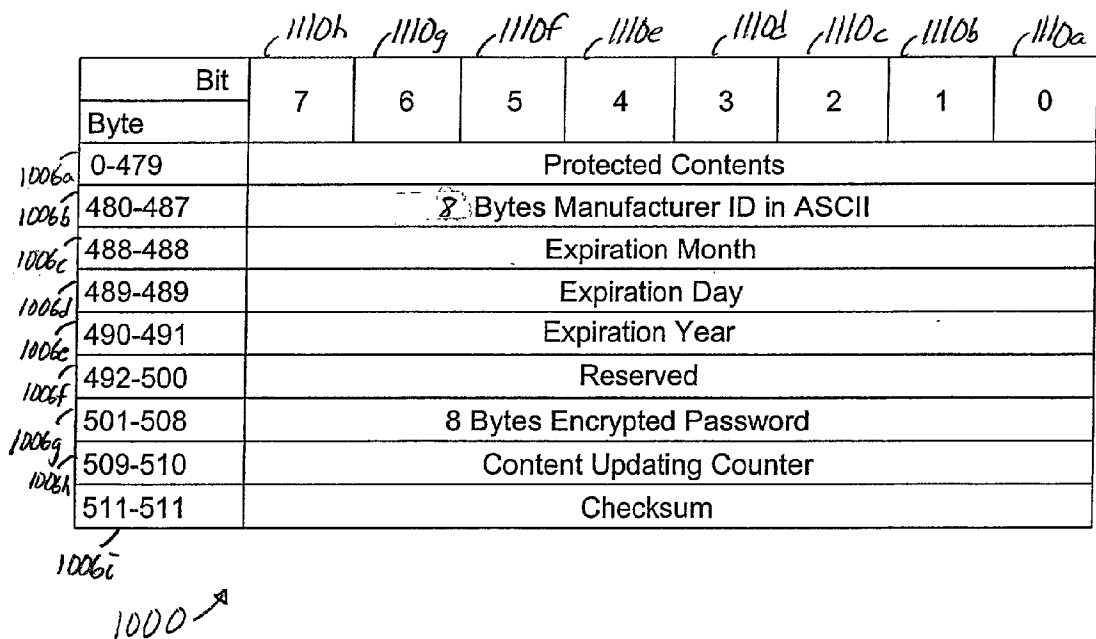 1110h 1110g 1110f 1110e 1110d 1110c 1110b 1110a
Bit 7 6 5 4 3 2 1 0
Byte
1006a 0-479 Protected Contents
1006b 480-487 8 Bytes Manufacturer ID in ASCII
1006c 488-488 Expiration Month
1006d 489-489 Expiration Day
1006e 490-491 Expiration Year
1006f 492-500 Reserved
1006g 501-508 8 Bytes Encrypted Password
1006h 509-510 Content Updating Counter
511-511 Checksum
1006i
1000